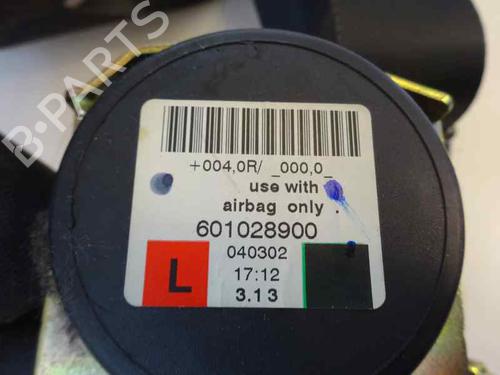 B-PARTS
+004,0R/ _000,0_
use with
airbag only .
601028900
040302
17:12
L
3.13